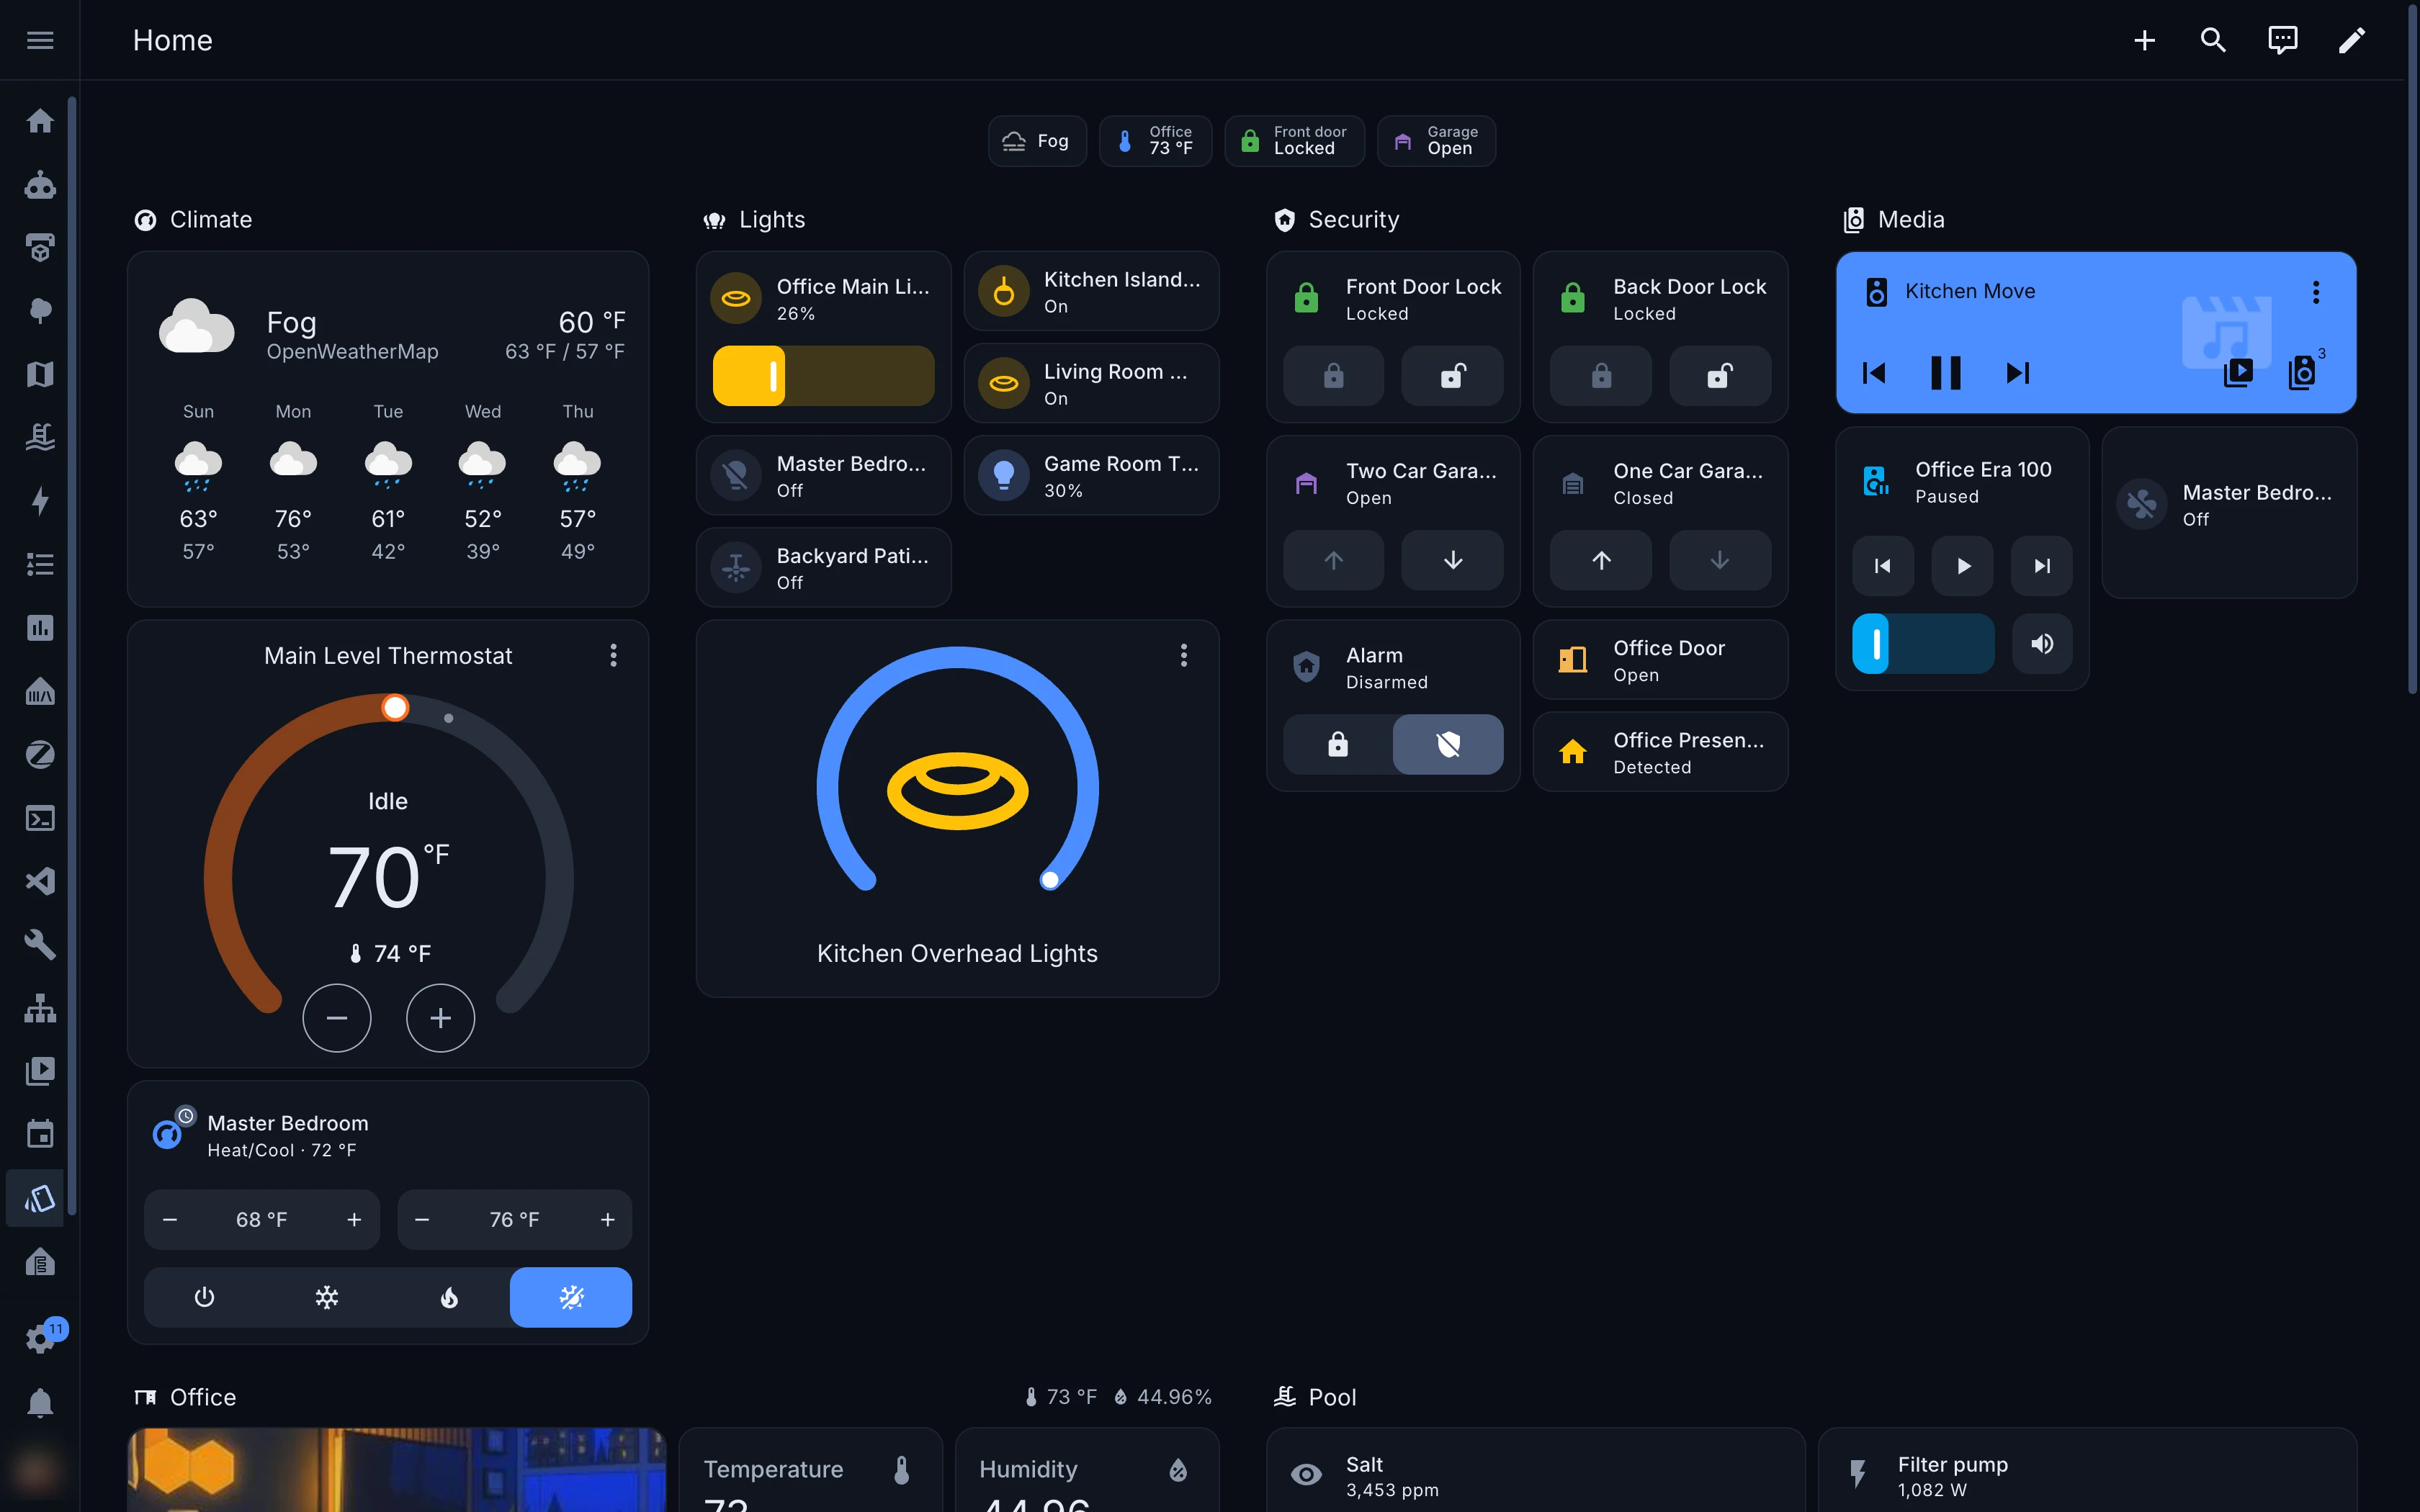 Home
Fog
Office
73 °F
Front door
Locked
Garage
Open
Climate
Fog
OpenWeatherMap
60 °F
63 °F / 57 °F
Sun Mon Tue Wed Thu
63° 76° 61° 52° 57°
57° 53° 42° 39° 49°
Main Level Thermostat
Idle
70 °F
74 °F
Master Bedroom
Heat/Cool · 72 °F
68 °F
76 °F
Lights
Office Main Li...
26%
Kitchen Island...
On
Living Room ...
On
Master Bedro...
Off
Game Room T...
30%
Backyard Pati...
Off
Kitchen Overhead Lights
Security
Front Door Lock
Locked
Back Door Lock
Locked
Two Car Gara...
Open
One Car Gara...
Closed
Alarm
Disarmed
Office Door
Open
Office Presen...
Detected
Media
Kitchen Move
3
Office Era 100
Paused
Master Bedro...
Off
11
Office
73 °F 44.96%
Temperature
Humidity
Pool
Salt
3,453 ppm
Filter pump
1,082 W